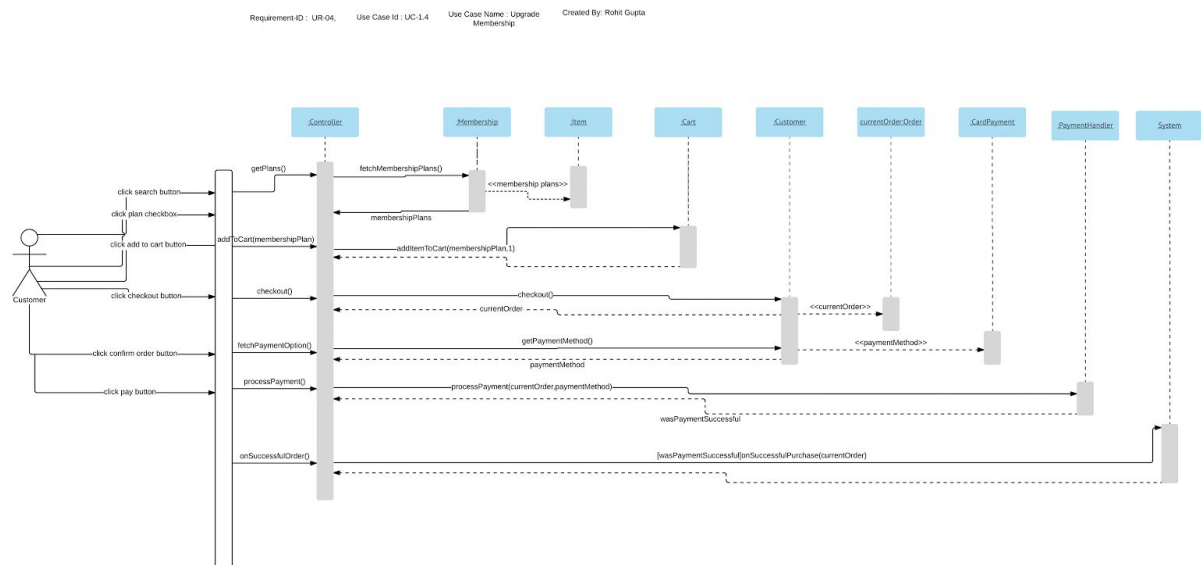 Requirement-ID : UR-04,
Use Case Id : UC-1.4
Use Case Name : Upgrade
Membership
Created By: Rohit Gupta
:Controller
:Membership
:Item
:Cart
:Customer
currentOrder:Order
:CardPayment
:PaymentHandler
System
getPlans()
fetchMembershipPlans()
<<membership plans>>
click search button
click plan checkbox
membershipPlans
click add to cart button
addToCart(membershipPlan)
addItemToCart(membershipPlan,1)
Customer
click checkout button
checkout()
checkout()
<<currentOrder>>
currentOrder
click confirm order button
fetchPaymentOption()
getPaymentMethod()
<<paymentMethod>>
paymentMethod
click pay button
processPayment()
processPayment(currentOrder,paymentMethod)
wasPaymentSuccessful
onSuccessfulOrder()
[wasPaymentSuccessful]onSuccessfulPurchase(currentOrder)